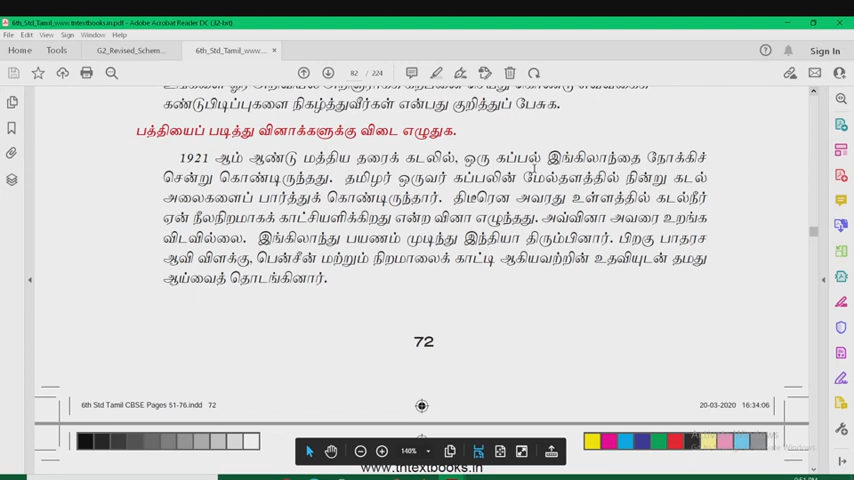 6th_Std_Tamil_www.tntextbooks.in.pdf - Adobe Acrobat Reader DC (32-bit)
File Edit View Sign Window Help
Home Tools G2_Revised_Schem... 6th_Std_Tamil_www.... × Sign In
82 / 224
கண்டுபிடிப்புகளை நிகழ்த்துவீர்கள் என்பது குறித்துப் பேசுக.
பத்தியைப் படித்து வினாக்களுக்கு விடை எழுதுக.
1921 ஆம் ஆண்டு மத்திய தரைக் கடலில், ஒரு கப்பல் இங்கிலாந்தை நோக்கிச்
சென்று கொண்டிருந்தது. தமிழர் ஒருவர் கப்பலின் மேல்தளத்தில் நின்று கடல்
அலைகளைப் பார்த்துக் கொண்டிருந்தார். திடீரென அவரது உள்ளத்தில் கடல்நீர்
ஏன் நீலநிறமாகக் காட்சியளிக்கிறது என்ற வினா எழுந்தது. அவ்வினா அவரை உறங்க
விடவில்லை. இங்கிலாந்து பயணம் முடிந்து இந்தியா திரும்பினார். பிறகு பாதரச
ஆவி விளக்கு, பென்சீன் மற்றும் நிறமாலைக் காட்டி ஆகியவற்றின் உதவியுடன் தமது
ஆய்வைத் தொடங்கினார்.
72
6th Std Tamil CBSE Pages 51-76.indd 72 20-03-2020 16:34:06
140%
www.tntextbooks.in